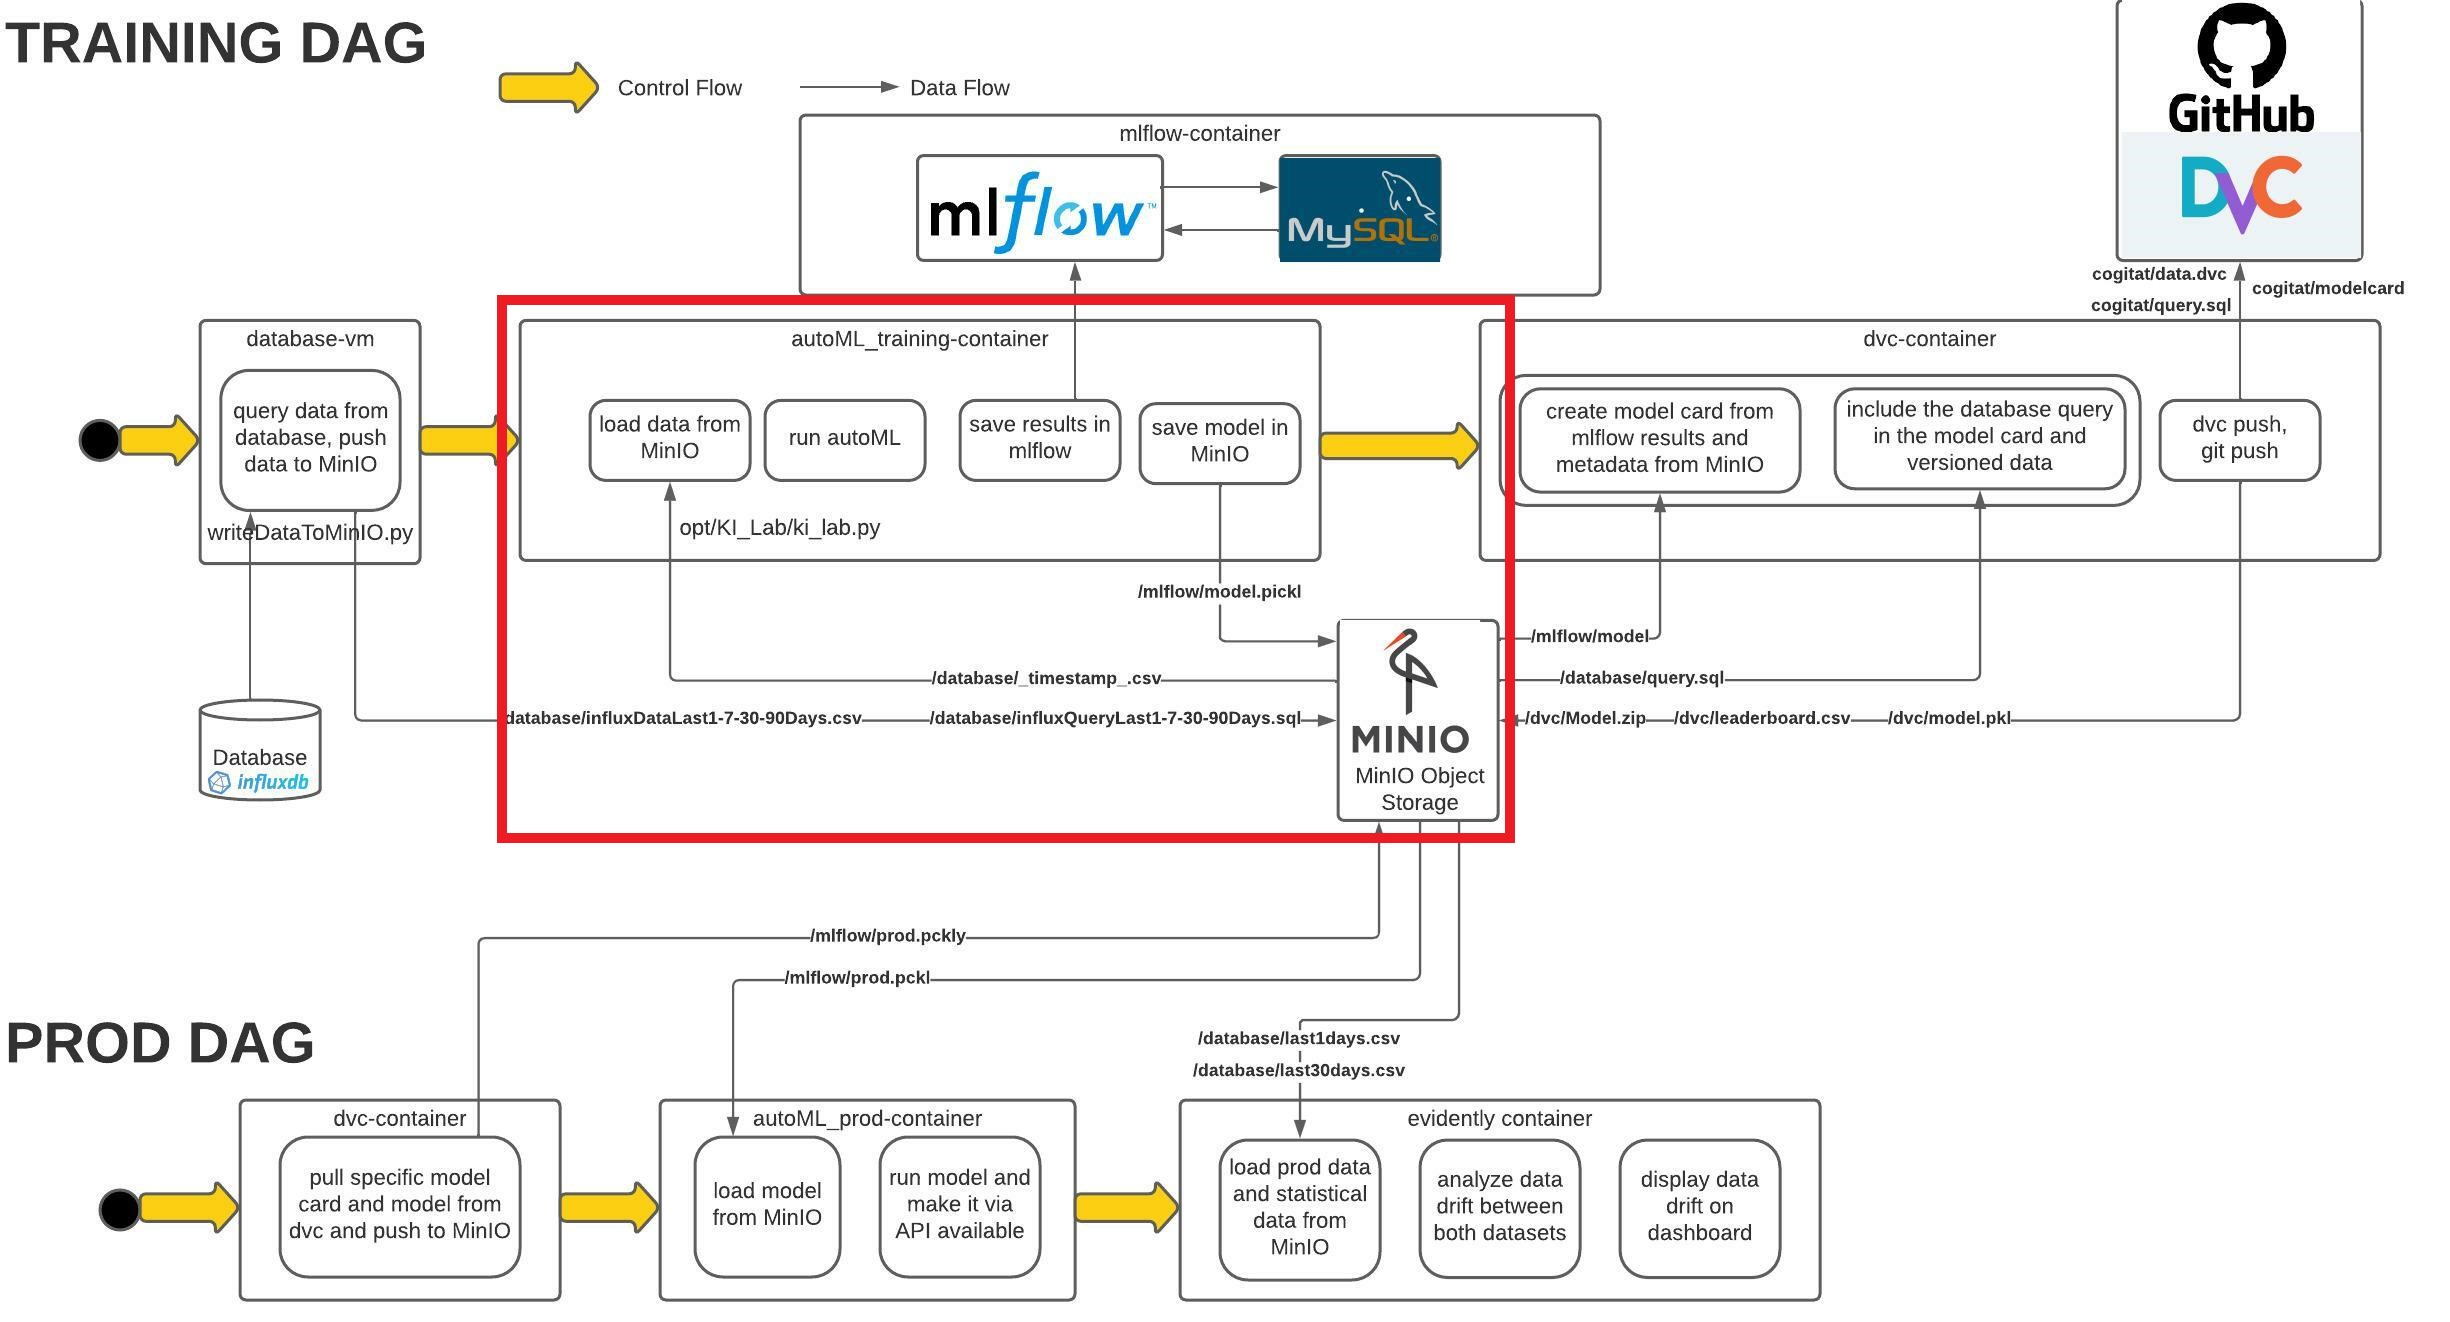 TRAINING DAG
Control Flow
Data Flow
GitHub
DVC
mlflow-container
mlflow™
MySQL®
cogitat/data.dvc
cogitat/modelcard
cogitat/query.sql
database-vm
query data from
database, push
data to MinIO
writeDataToMinIO.py
autoML_training-container
load data from
MinIO
run autoML
save results in
mlflow
save model in
MinIO
opt/KI_Lab/ki_lab.py
dvc-container
create model card from
mlflow results and
metadata from MinIO
include the database query
in the model card and
versioned data
dvc push,
git push
/mlflow/model.pickl
/mlflow/model
/database/_timestamp_.csv
/database/query.sql
database/influxDataLast1-7-30-90Days.csv
/database/influxQueryLast1-7-30-90Days.sql
/dvc/Model.zip
/dvc/leaderboard.csv
/dvc/model.pkl
Database
influxdb
MINIO
MinIO Object
Storage
/mlflow/prod.pckly
/mlflow/prod.pckl
PROD DAG
/database/last1days.csv
/database/last30days.csv
dvc-container
pull specific model
card and model from
dvc and push to MinIO
autoML_prod-container
load model
from MinIO
run model and
make it via
API available
evidently container
load prod data
and statistical
data from
MinIO
analyze data
drift between
both datasets
display data
drift on
dashboard